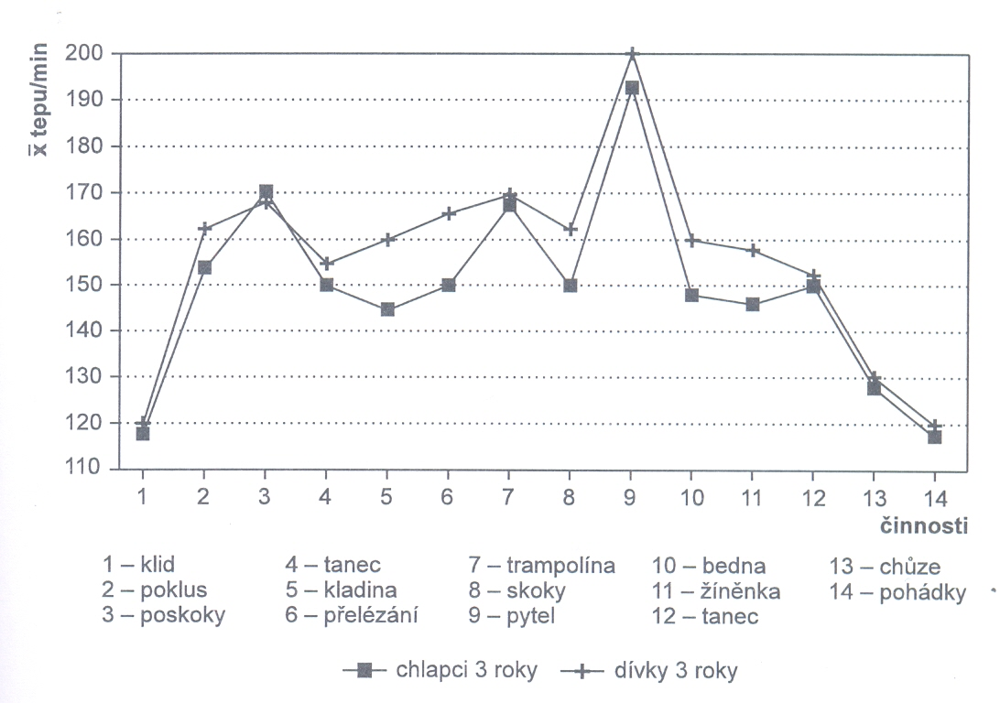 x̄ tepu/min
200
190
180
170
160
150
140
130
120
110
1 2 3 4 5 6 7 8 9 10 11 12 13 14
činnosti
1 – klid 4 – tanec 7 – trampolína 10 – bedna 13 – chůze
2 – poklus 5 – kladina 8 – skoky 11 – žíněnka 14 – pohádky
3 – poskoky 6 – přelézání 9 – pytel 12 – tanec
chlapci 3 roky dívky 3 roky